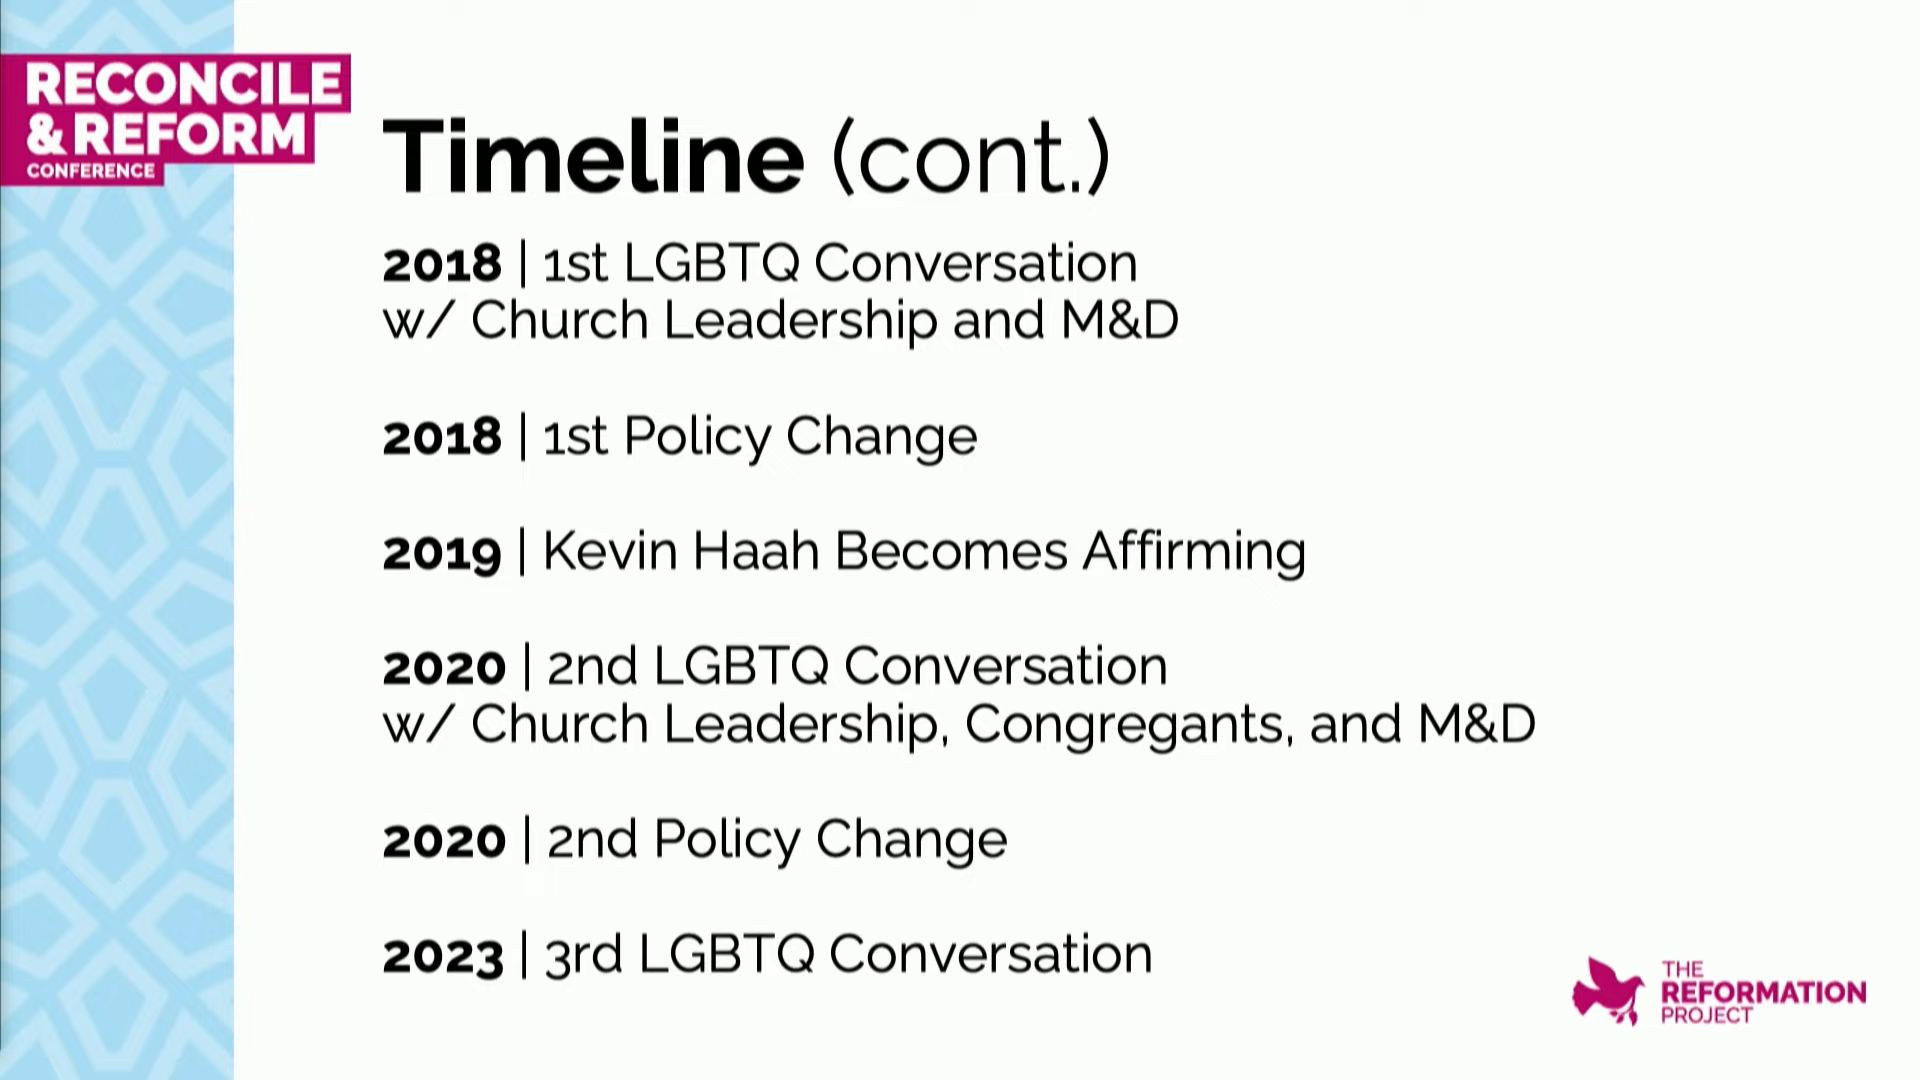 RECONCILE
& REFORM
CONFERENCE
Timeline (cont.)
2018 | 1st LGBTQ Conversation
w/ Church Leadership and M&D
2018 | 1st Policy Change
2019 | Kevin Haah Becomes Affirming
2020 | 2nd LGBTQ Conversation
w/ Church Leadership, Congregants, and M&D
2020 | 2nd Policy Change
2023 | 3rd LGBTQ Conversation
THE
REFORMATION
PROJECT